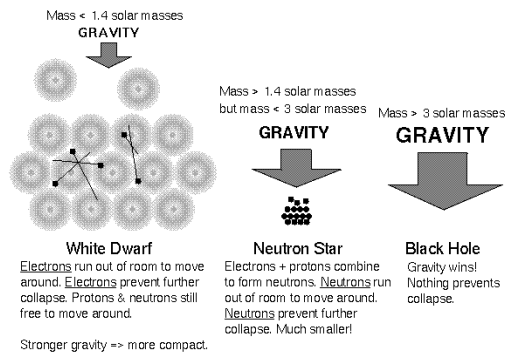 Mass < 1.4 solar masses
GRAVITY
White Dwarf
Electrons run out of room to move
around. Electrons prevent further
collapse. Protons & neutrons still
free to move around.
Stronger gravity => more compact.
Mass > 1.4 solar masses
but mass < 3 solar masses
GRAVITY
Neutron Star
Electrons + protons combine
to form neutrons. Neutrons run
out of room to move around.
Neutrons prevent further
collapse. Much smaller!
Mass > 3 solar masses
GRAVITY
Black Hole
Gravity wins!
Nothing prevents
collapse.